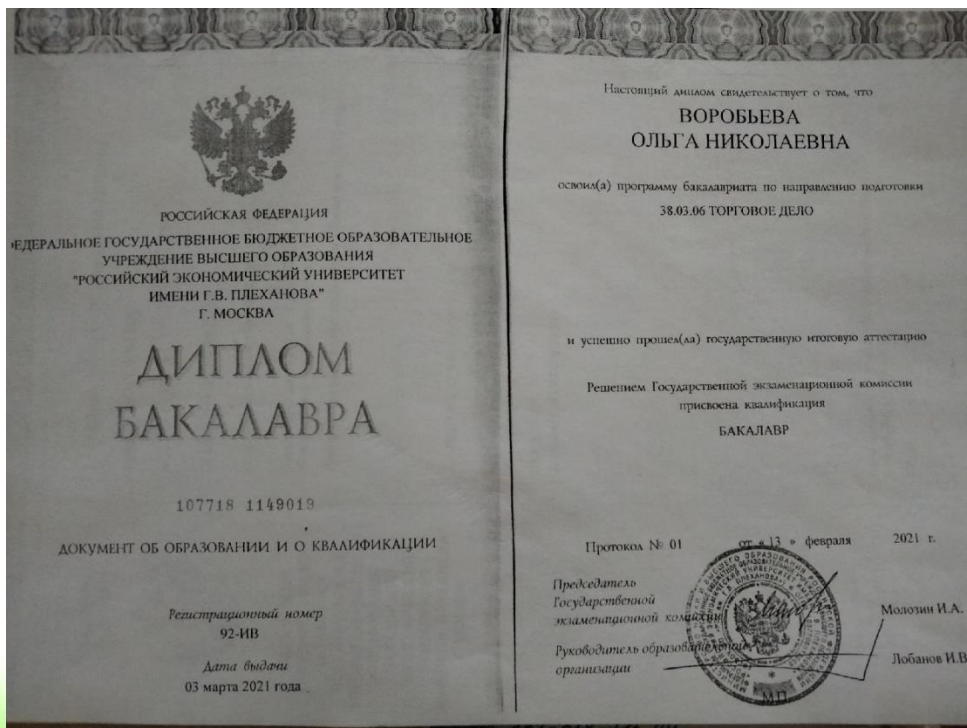 РОССИЙСКАЯ ФЕДЕРАЦИЯ
ЕДЕРАЛЬНОЕ ГОСУДАРСТВЕННОЕ БЮДЖЕТНОЕ ОБРАЗОВАТЕЛЬНОЕ
УЧРЕЖДЕНИЕ ВЫСШЕГО ОБРАЗОВАНИЯ
"РОССИЙСКИЙ ЭКОНОМИЧЕСКИЙ УНИВЕРСИТЕТ
ИМЕНИ Г.В. ПЛЕХАНОВА"
Г. МОСКВА
ДИПЛОМ
БАКАЛАВРА
107718 1149019
ДОКУМЕНТ ОБ ОБРАЗОВАНИИ И О КВАЛИФИКАЦИИ
Регистрационный номер
92-ИВ
Дата выдачи
03 марта 2021 года
Настоящий диплом свидетельствует о том, что
ВОРОБЬЕВА
ОЛЬГА НИКОЛАЕВНА
освоил(а) программу бакалавриата по направлению подготовки
38.03.06 ТОРГОВОЕ ДЕЛО
и успешно прошел(ла) государственную итоговую аттестацию
Решением Государственной экзаменационной комиссии
присвоена квалификация
БАКАЛАВР
Протокол № 01 от « 13 » февраля 2021 г.
Председатель
Государственной
экзаменационной комиссии
Молозин И.А.
Руководитель образовательной
организации
Лобанов И.В
М.П.